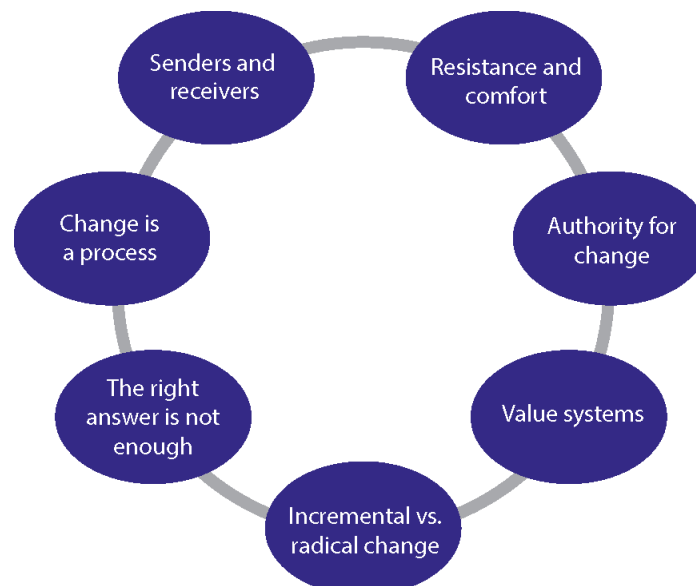 Senders and
receivers
Resistance and
comfort
Authority for
change
Value systems
Incremental vs.
radical change
The right
answer is not
enough
Change is
a process